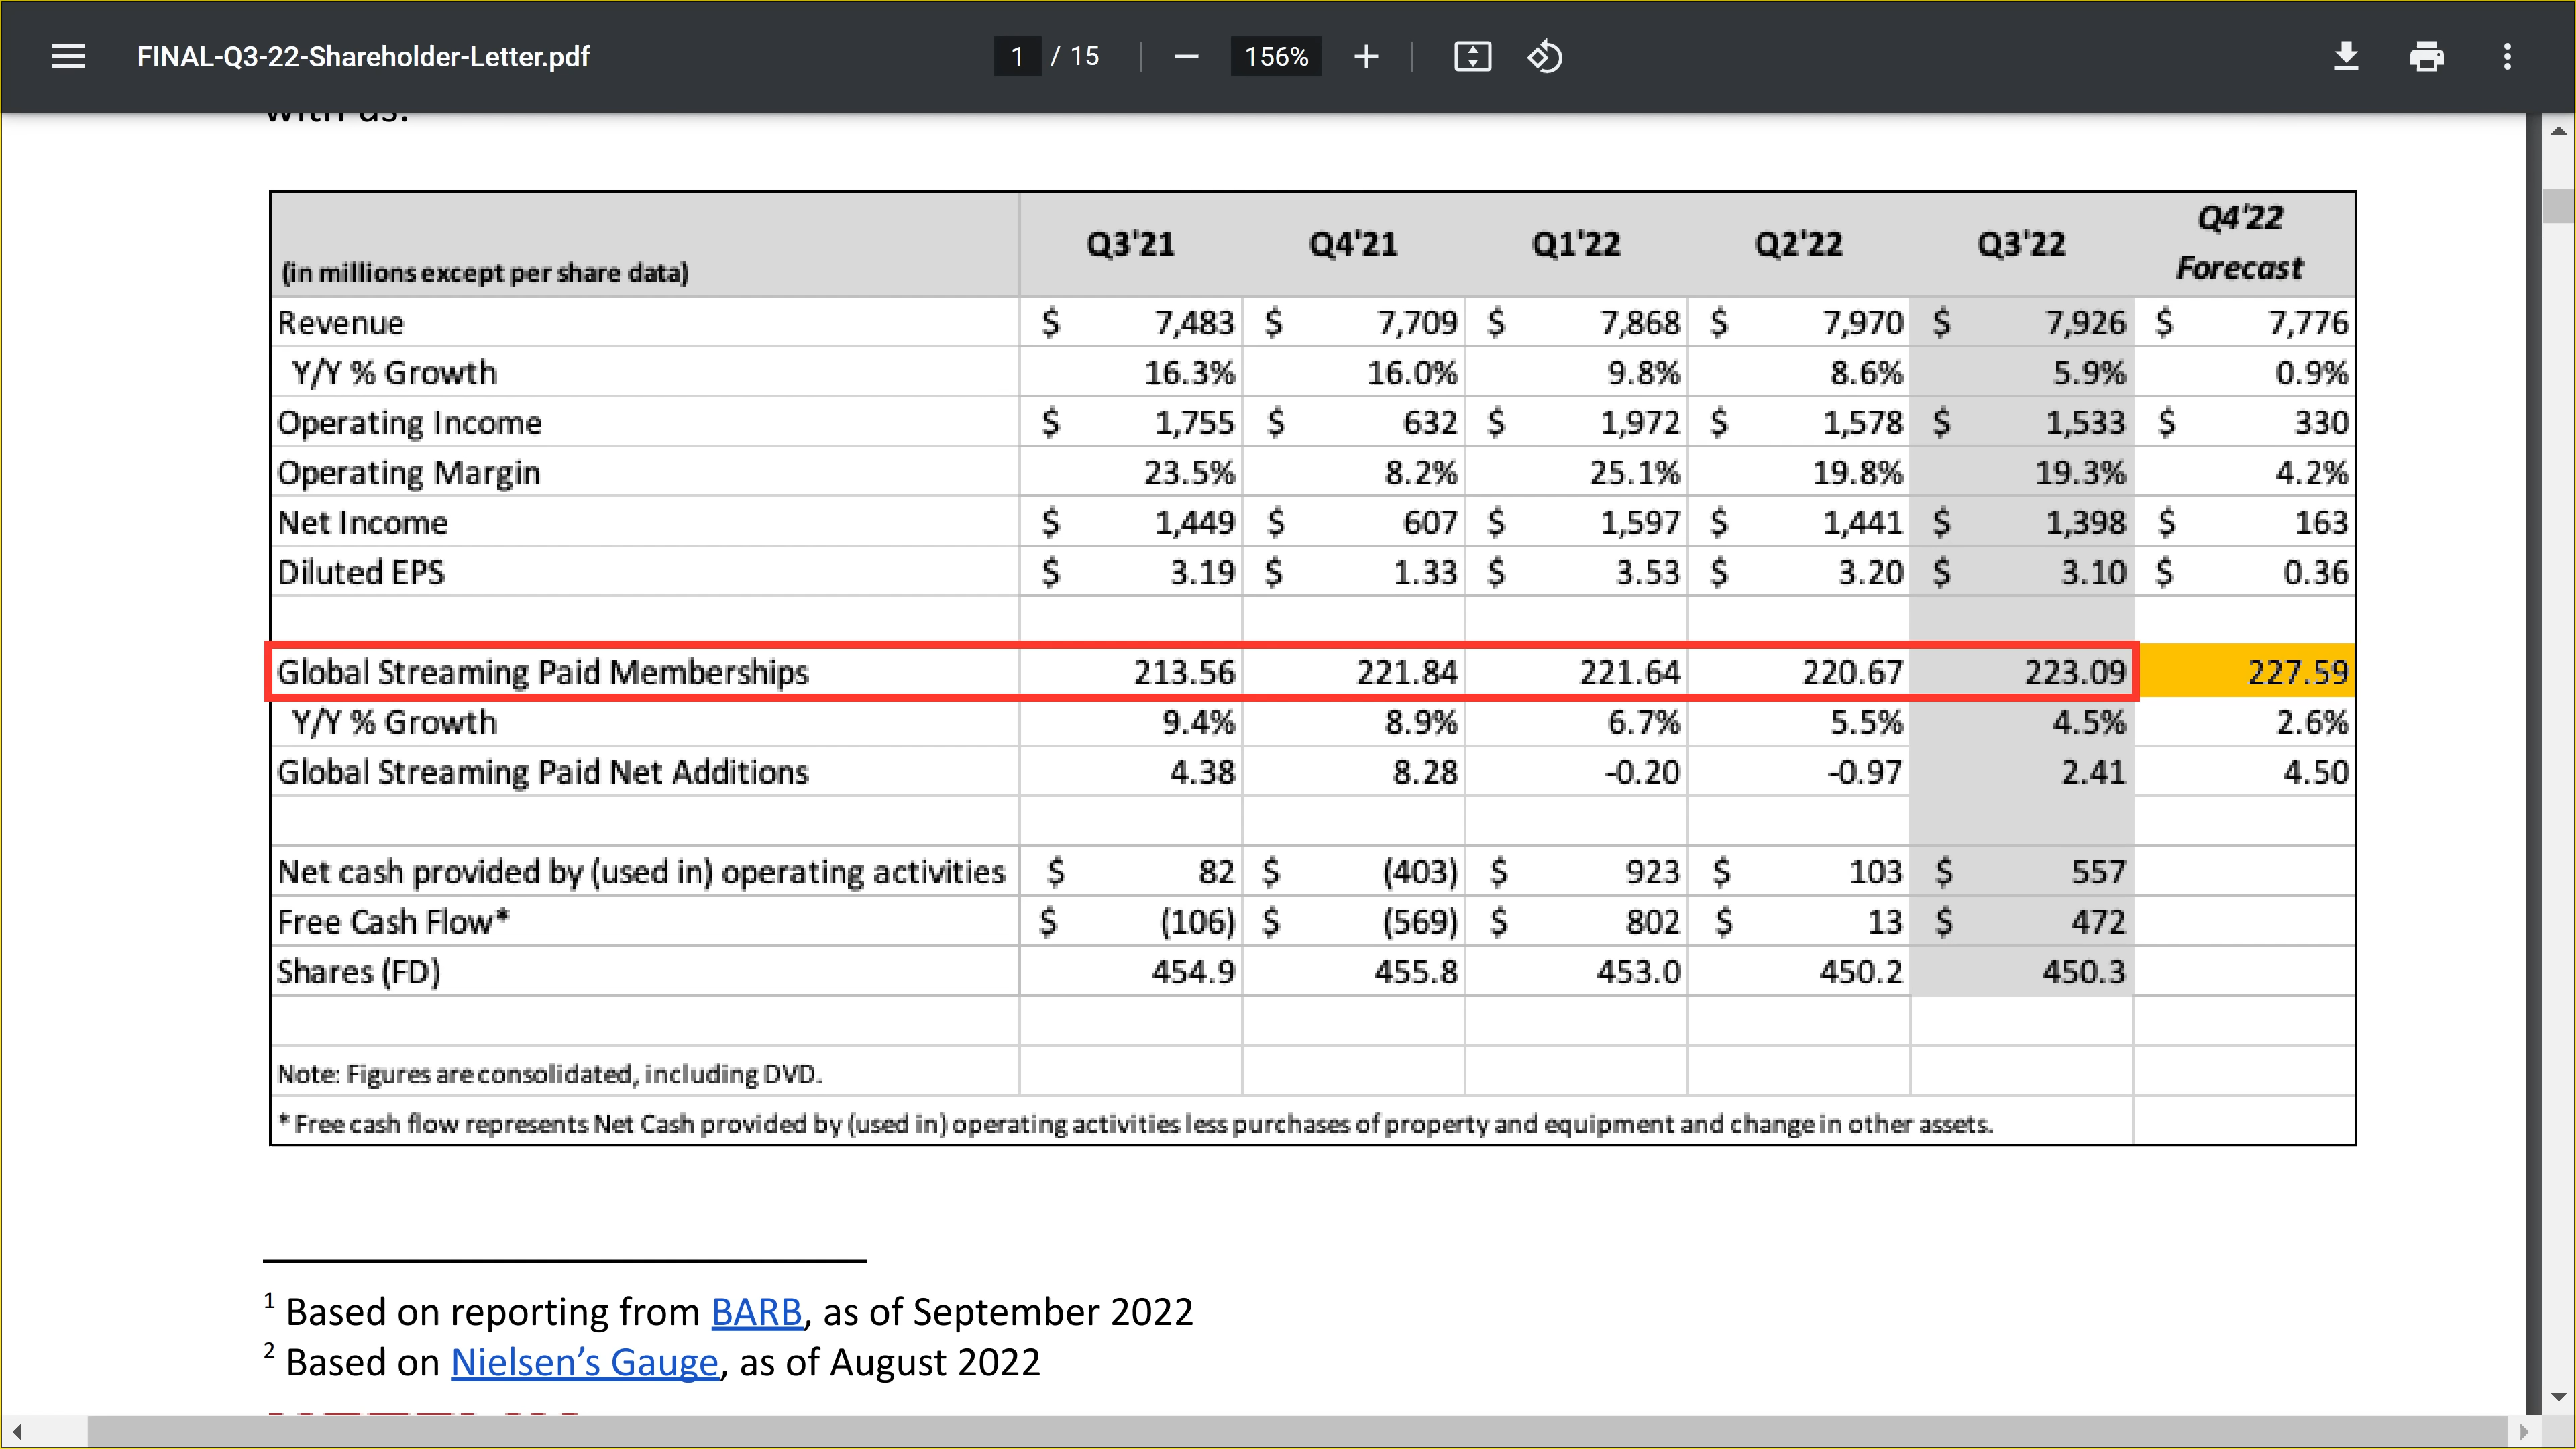 FINAL-Q3-22-Shareholder-Letter.pdf 1 / 15 156%
with us.
(in millions except per share data) Q3'21 Q4'21 Q1'22 Q2'22 Q3'22 Q4'22 Forecast
Revenue $ 7,483 $ 7,709 $ 7,868 $ 7,970 $ 7,926 $ 7,776
Y/Y % Growth 16.3% 16.0% 9.8% 8.6% 5.9% 0.9%
Operating Income $ 1,755 $ 632 $ 1,972 $ 1,578 $ 1,533 $ 330
Operating Margin 23.5% 8.2% 25.1% 19.8% 19.3% 4.2%
Net Income $ 1,449 $ 607 $ 1,597 $ 1,441 $ 1,398 $ 163
Diluted EPS $ 3.19 $ 1.33 $ 3.53 $ 3.20 $ 3.10 $ 0.36
Global Streaming Paid Memberships 213.56 221.84 221.64 220.67 223.09 227.59
Y/Y % Growth 9.4% 8.9% 6.7% 5.5% 4.5% 2.6%
Global Streaming Paid Net Additions 4.38 8.28 -0.20 -0.97 2.41 4.50
Net cash provided by (used in) operating activities $ 82 $ (403) $ 923 $ 103 $ 557
Free Cash Flow* $ (106) $ (569) $ 802 $ 13 $ 472
Shares (FD) 454.9 455.8 453.0 450.2 450.3
Note: Figures are consolidated, including DVD.
* Free cash flow represents Net Cash provided by (used in) operating activities less purchases of property and equipment and change in other assets.
1 Based on reporting from BARB, as of September 2022
2 Based on Nielsen’s Gauge, as of August 2022